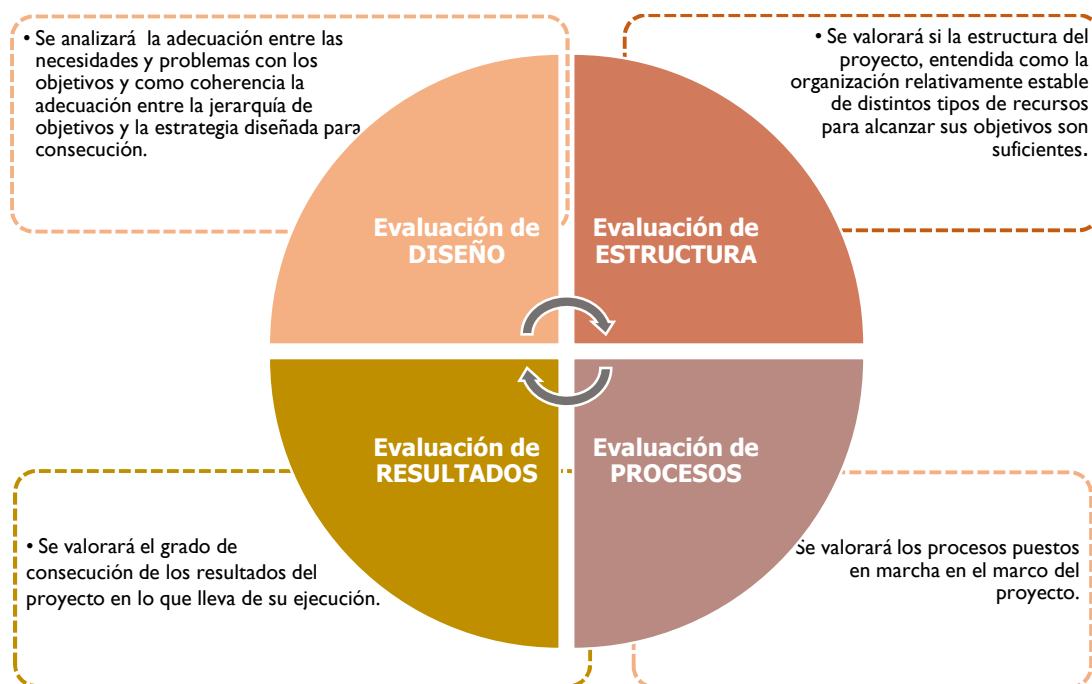 • Se analizará la adecuación entre las
necesidades y problemas con los
objetivos y como coherencia la
adecuación entre la jerarquía de
objetivos y la estrategia diseñada para
consecución.
• Se valorará si la estructura del
proyecto, entendida como la
organización relativamente estable
de distintos tipos de recursos
para alcanzar sus objetivos son
suficientes.
Evaluación de
DISEÑO
Evaluación de
ESTRUCTURA
Evaluación de
RESULTADOS
Evaluación de
PROCESOS
• Se valorará el grado de
consecución de los resultados del
proyecto en lo que lleva de su ejecución.
Se valorará los procesos puestos
en marcha en el marco del
proyecto.